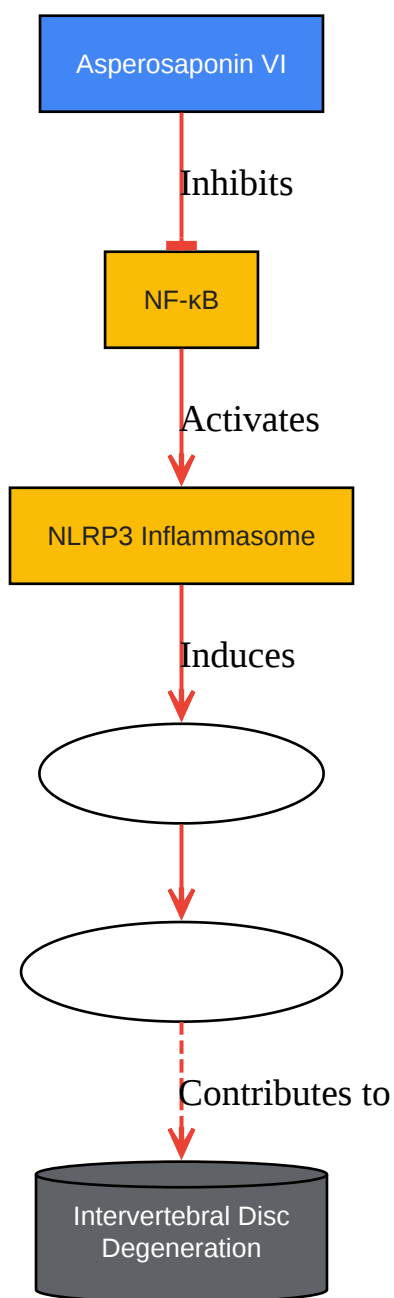 Asperosaponin VI
Inhibits
NF-κB
Activates
NLRP3 Inflammasome
Induces
Contributes to
Intervertebral Disc
Degeneration